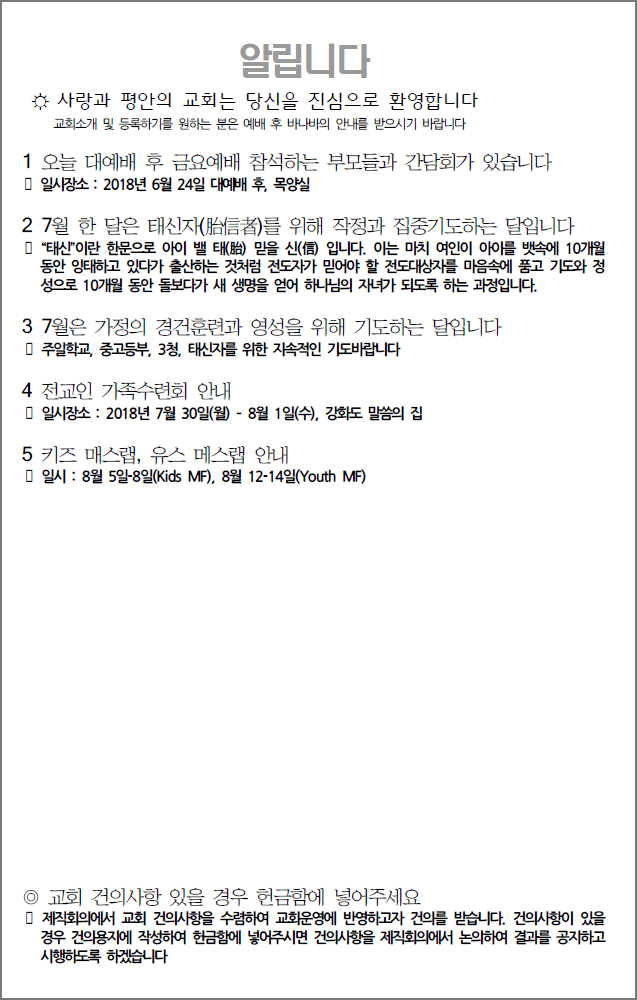 알립니다
☼ 사랑과 평안의 교회는 당신을 진심으로 환영합니다
교회소개 및 등록하기를 원하는 분은 예배 후 바나바의 안내를 받으시기 바랍니다
1 오늘 대예배 후 금요예배 참석하는 부모들과 간담회가 있습니다
▯ 일시장소 : 2018년 6월 24일 대예배 후, 목양실
2 7월 한 달은 태신자(胎信者)를 위해 작정과 집중기도하는 달입니다
▯ “태신”이란 한문으로 아이 밸 태(胎) 믿을 신(信) 입니다. 이는 마치 여인이 아이를 뱃속에 10개월
동안 잉태하고 있다가 출산하는 것처럼 전도자가 믿어야 할 전도대상자를 마음속에 품고 기도와 정
성으로 10개월 동안 돌보다가 새 생명을 얻어 하나님의 자녀가 되도록 하는 과정입니다.
3 7월은 가정의 경건훈련과 영성을 위해 기도하는 달입니다
▯ 주일학교, 중고등부, 3청, 태신자를 위한 지속적인 기도바랍니다
4 전교인 가족수련회 안내
▯ 일시장소 : 2018년 7월 30일(월) - 8월 1일(수), 강화도 말씀의 집
5 키즈 매스랩, 유스 메스랩 안내
▯ 일시 : 8월 5일-8일(Kids MF), 8월 12-14일(Youth MF)
◎ 교회 건의사항 있을 경우 헌금함에 넣어주세요
▯ 제직회의에서 교회 건의사항을 수렴하여 교회운영에 반영하고자 건의를 받습니다. 건의사항이 있을
경우 건의용지에 작성하여 헌금함에 넣어주시면 건의사항을 제직회의에서 논의하여 결과를 공지하고
시행하도록 하겠습니다